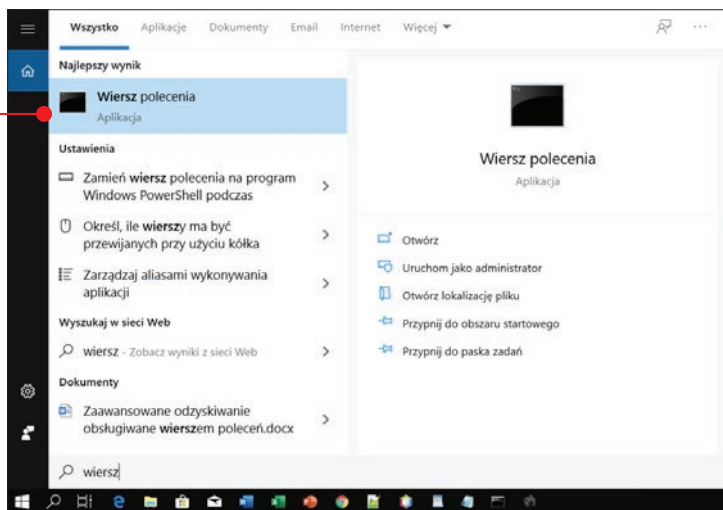 Wszystko Aplikacje Dokumenty Email Internet Więcej
Najlepszy wynik
Wiersz polecenia
Aplikacja
Ustawienia
Zamień wiersz polecenia na program
Windows PowerShell podczas
Określ, ile wierszy ma być
przewijanych przy użyciu kółka
Zarządzaj aliasami wykonywania
aplikacji
Wyszukaj w sieci Web
wiersz - Zobacz wyniki z sieci Web
Dokumenty
Zaawansowane odzyskiwanie
obsługiwane wierszem poleceń.docx
wiersz
Wiersz polecenia
Aplikacja
Otwórz
Uruchom jako administrator
Otwórz lokalizację pliku
Przypnij do obszaru startowego
Przypnij do paska zadań